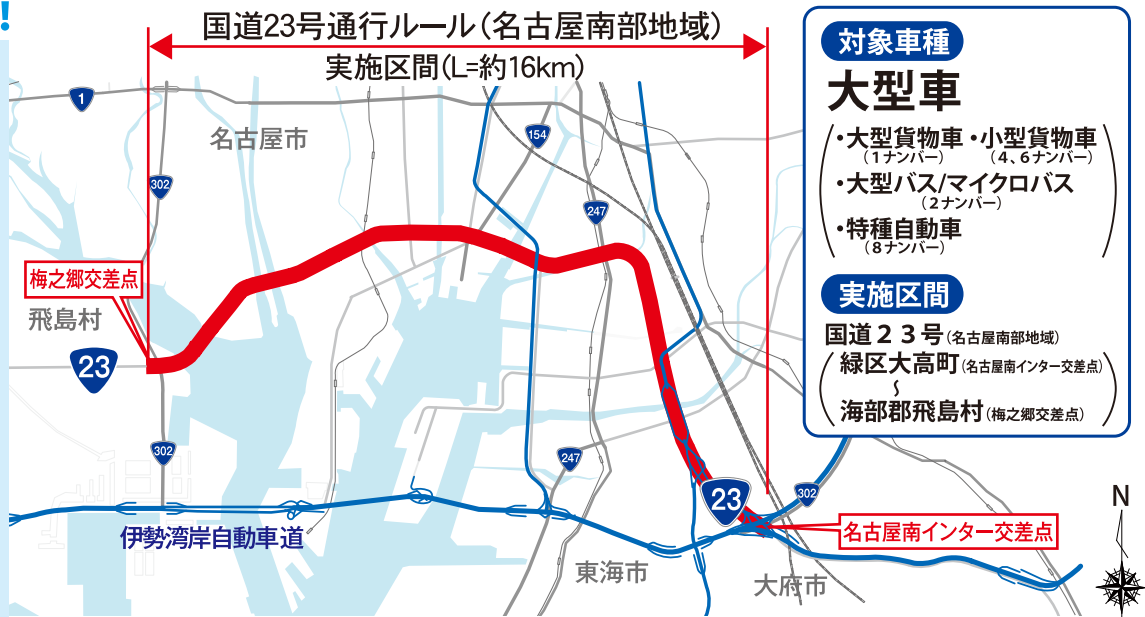 !
国道23号通行ルール(名古屋南部地域)
実施区間(L=約16km)
1
名古屋市
154
302
247
梅之郷交差点
飛島村
23
302
247
23
302
伊勢湾岸自動車道
東海市
大府市
名古屋南インター交差点
N
対象車種
大型車
・大型貨物車 ・小型貨物車
(1ナンバー) (4、6ナンバー)
・大型バス/マイクロバス
(2ナンバー)
・特種自動車
(8ナンバー)
実施区間
国道23号(名古屋南部地域)
緑区大高町(名古屋南インター交差点)
~
海部郡飛島村(梅之郷交差点)